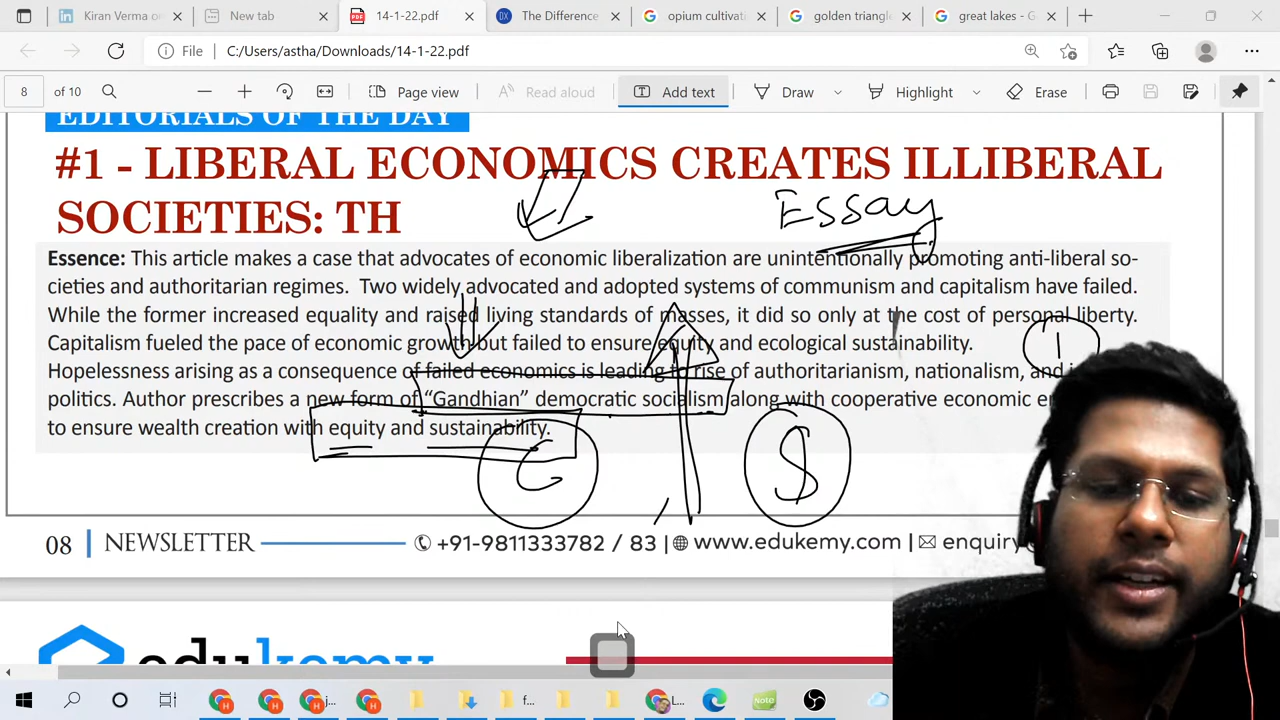 Kiran Verma on
New tab
14-1-22.pdf
The Difference
opium cultivati
golden triangle
great lakes - G
File
C:/Users/astha/Downloads/14-1-22.pdf
8
of 10
Page view
Read aloud
Add text
Draw
Highlight
Erase
EDITORIALS OF THE DAY
#1 - LIBERAL ECONOMICS CREATES ILLIBERAL
SOCIETIES: TH
Essay
Essence: This article makes a case that advocates of economic liberalization are unintentionally promoting anti-liberal so-
cieties and authoritarian regimes. Two widely advocated and adopted systems of communism and capitalism have failed.
While the former increased equality and raised living standards of masses, it did so only at the cost of personal liberty.
Capitalism fueled the pace of economic growth but failed to ensure equity and ecological sustainability.
1
Hopelessness arising as a consequence of failed economics is leading to rise of authoritarianism, nationalism, and i
politics. Author prescribes a new form of “Gandhian” democratic socialism along with cooperative economic e
to ensure wealth creation with equity and sustainability.
C
$
08
NEWSLETTER
+91-9811333782 / 83
www.edukemy.com
enquiry
edukemy
f...
j...
L...
NOTD